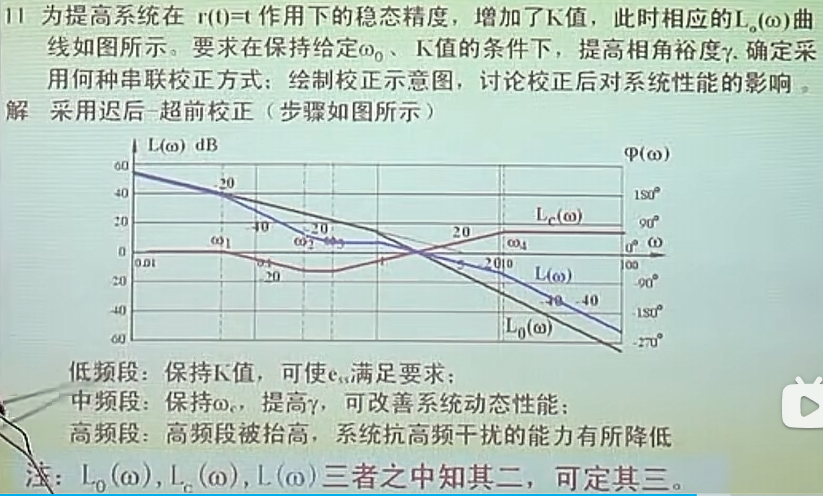 11 为提高系统在 r(t)=t 作用下的稳态精度，增加了K值，此时相应的L₀(ω)曲
线如图所示。要求在保持给定ω₀、K值的条件下，提高相角裕度γ.确定采
用何种串联校正方式；绘制校正示意图，讨论校正后对系统性能的影响。
解 采用迟后-超前校正（步骤如图所示）
L(ω) dB
φ(ω)
60
-20
180°
40
Lc(ω)
20
-40
-20
20
90°
ω1
ω2
ω3
ω4
0° ω
0
0.01
0.1
-20
1
5
-20
10
100
20
L(ω)
-90°
-40
-40
-40
-180°
L₀(ω)
60
-270°
低频段：保持K值，可使ess满足要求；
中频段：保持ωc，提高γ，可改善系统动态性能；
高频段：高频段被抬高，系统抗高频干扰的能力有所降低
注：L₀(ω), Lc(ω), L(ω)三者之中知其二，可定其三。